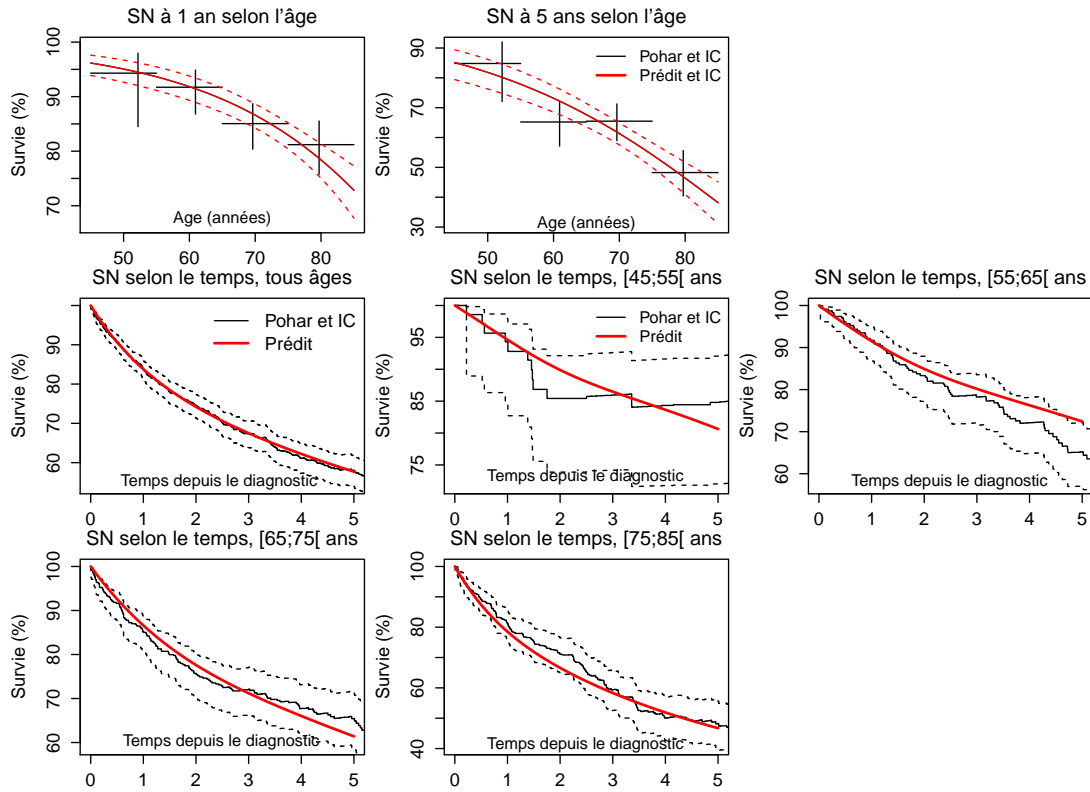 SN à 1 an selon l'âge
Survie (%)
100
95
90
80
70
Age (années)
50 60 70 80
SN à 5 ans selon l'âge
Survie (%)
90
70
50
30
Pohar et IC
Prédit et IC
Age (années)
50 60 70 80
SN selon le temps, tous âges
Survie (%)
90
80
70
60
Pohar et IC
Prédit
Temps depuis le diagnostic
0 1 2 3 4 5
SN selon le temps, [45;55[ ans
Survie (%)
95
85
75
Pohar et IC
Prédit
Temps depuis le diagnostic
0 1 2 3 4 5
SN selon le temps, [55;65[ ans
Survie (%)
100
90
80
70
60
Temps depuis le diagnostic
0 1 2 3 4 5
SN selon le temps, [65;75[ ans
Survie (%)
100
90
80
70
60
Temps depuis le diagnostic
0 1 2 3 4 5
SN selon le temps, [75;85[ ans
Survie (%)
100
80
60
40
Temps depuis le diagnostic
0 1 2 3 4 5